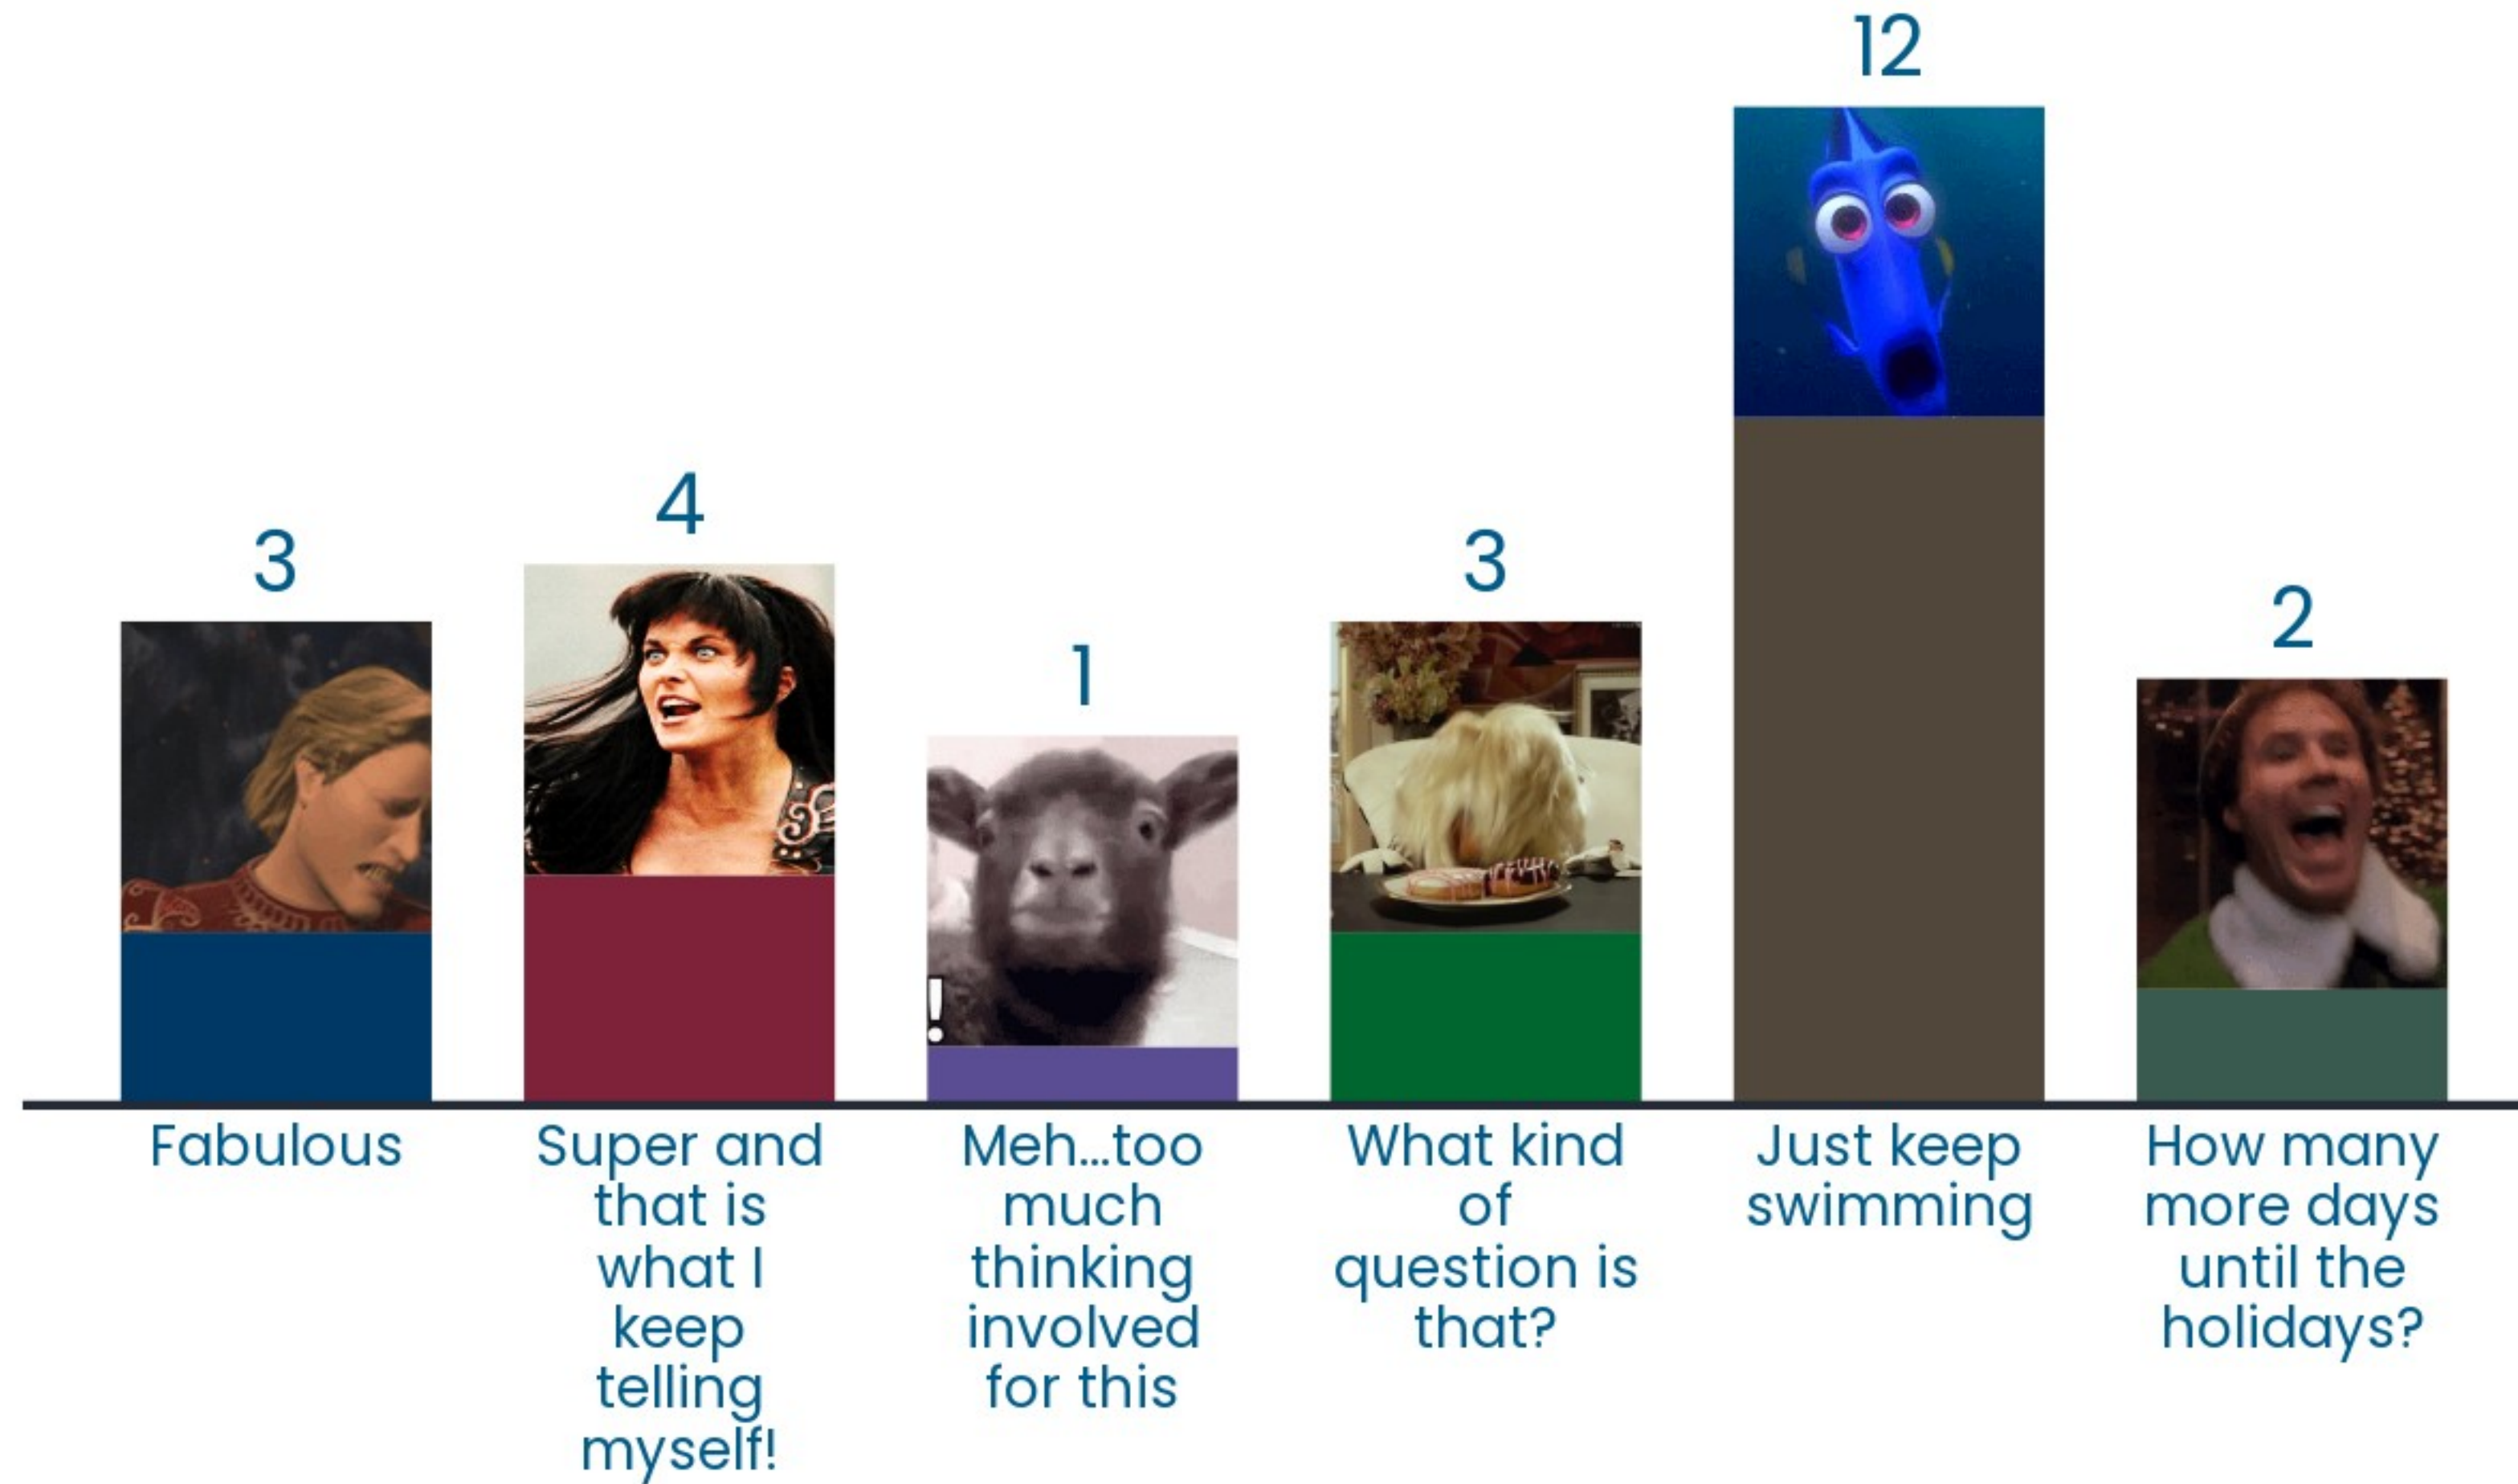 12
4
3
3
2
1
!
Fabulous
Super and
that is
what I
keep
telling
myself!
Meh...too
much
thinking
involved
for this
What kind
of
question is
that?
Just keep
swimming
How many
more days
until the
holidays?